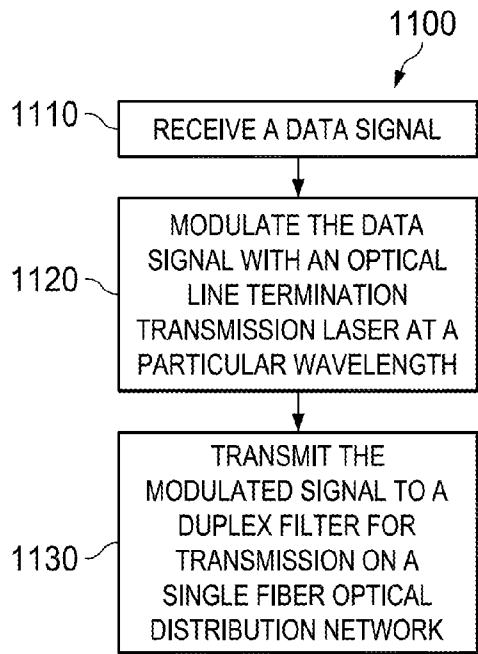 1100
1110
RECEIVE A DATA SIGNAL
1120
MODULATE THE DATA
SIGNAL WITH AN OPTICAL
LINE TERMINATION
TRANSMISSION LASER AT A
PARTICULAR WAVELENGTH
1130
TRANSMIT THE
MODULATED SIGNAL TO A
DUPLEX FILTER FOR
TRANSMISSION ON A
SINGLE FIBER OPTICAL
DISTRIBUTION NETWORK